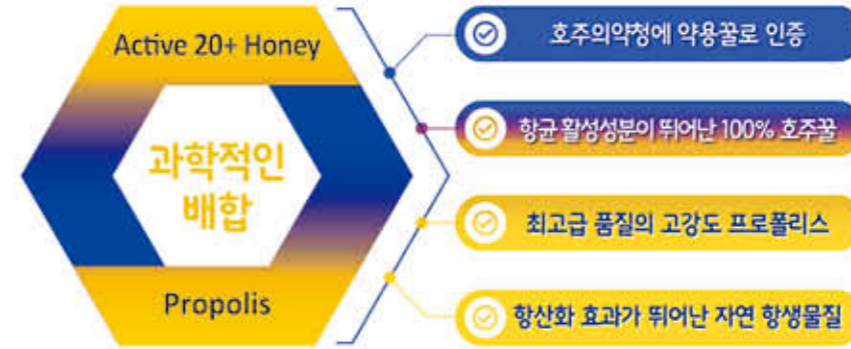 Active 20+ Honey
과학적인
배합
Propolis
호주의약청에 약용꿀로 인증
항균 활성성분이 뛰어난 100% 호주꿀
최고급 품질의 고강도 프로폴리스
항산화 효과가 뛰어난 자연 항생물질